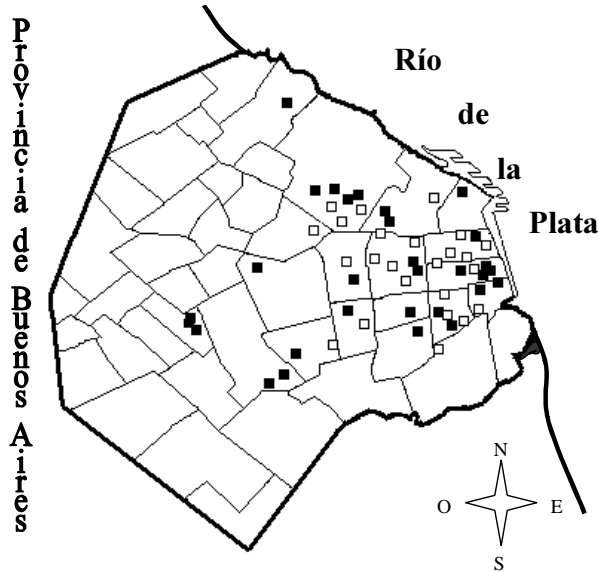 Provincia de Buenos Aires
Río
de
la
Plata
N
O E
S